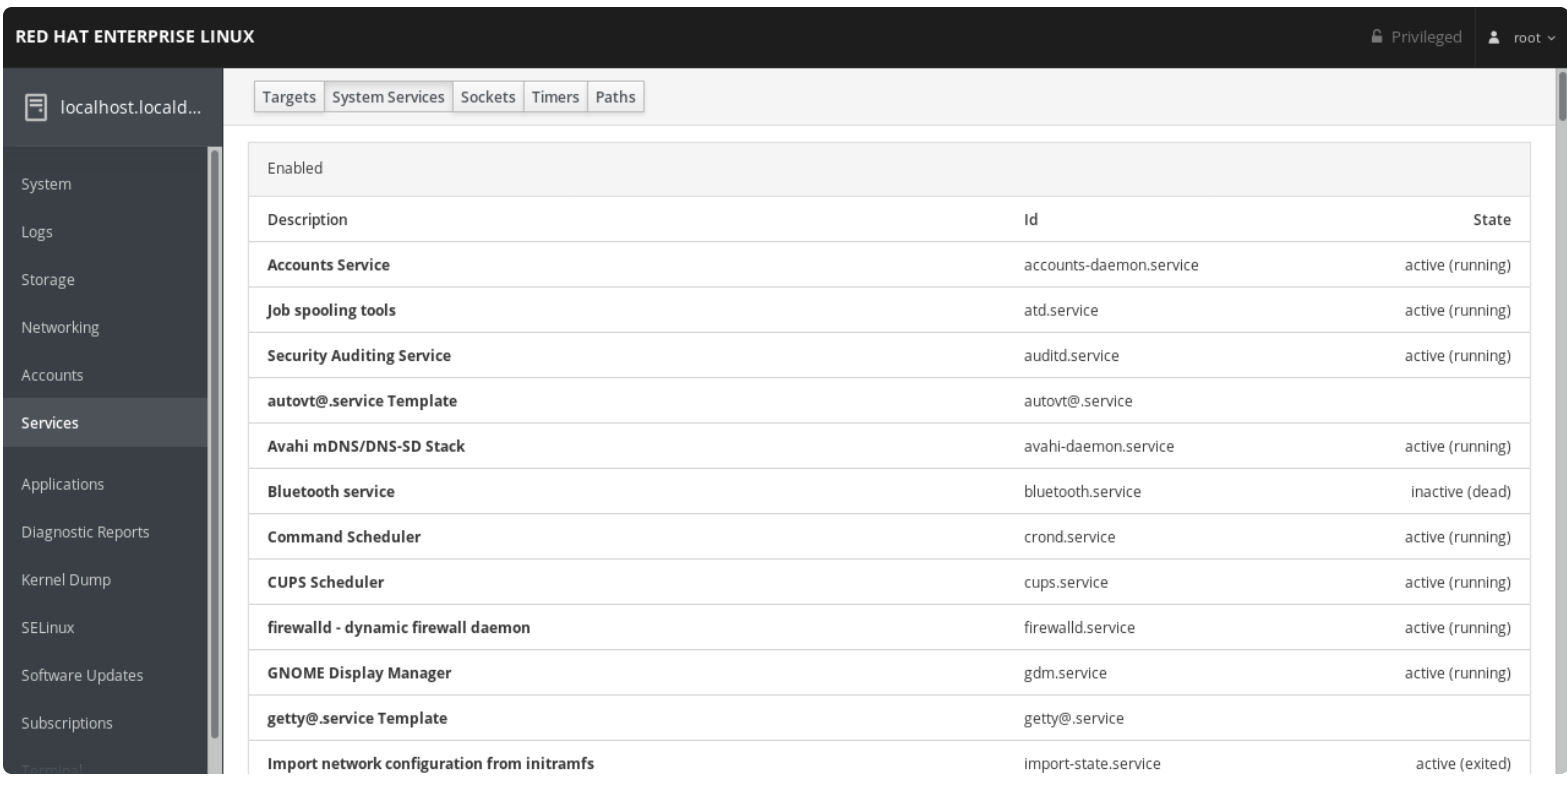 RED HAT ENTERPRISE LINUX
Privileged
root
localhost.locald...
Targets System Services Sockets Timers Paths
System
Logs
Storage
Networking
Accounts
Services
Applications
Diagnostic Reports
Kernel Dump
SELinux
Software Updates
Subscriptions
Terminal
Enabled
Description Id State
Accounts Service accounts-daemon.service active (running)
Job spooling tools atd.service active (running)
Security Auditing Service auditd.service active (running)
autovt@.service Template autovt@.service
Avahi mDNS/DNS-SD Stack avahi-daemon.service active (running)
Bluetooth service bluetooth.service inactive (dead)
Command Scheduler crond.service active (running)
CUPS Scheduler cups.service active (running)
firewalld - dynamic firewall daemon firewalld.service active (running)
GNOME Display Manager gdm.service active (running)
getty@.service Template getty@.service
Import network configuration from initramfs import-state.service active (exited)